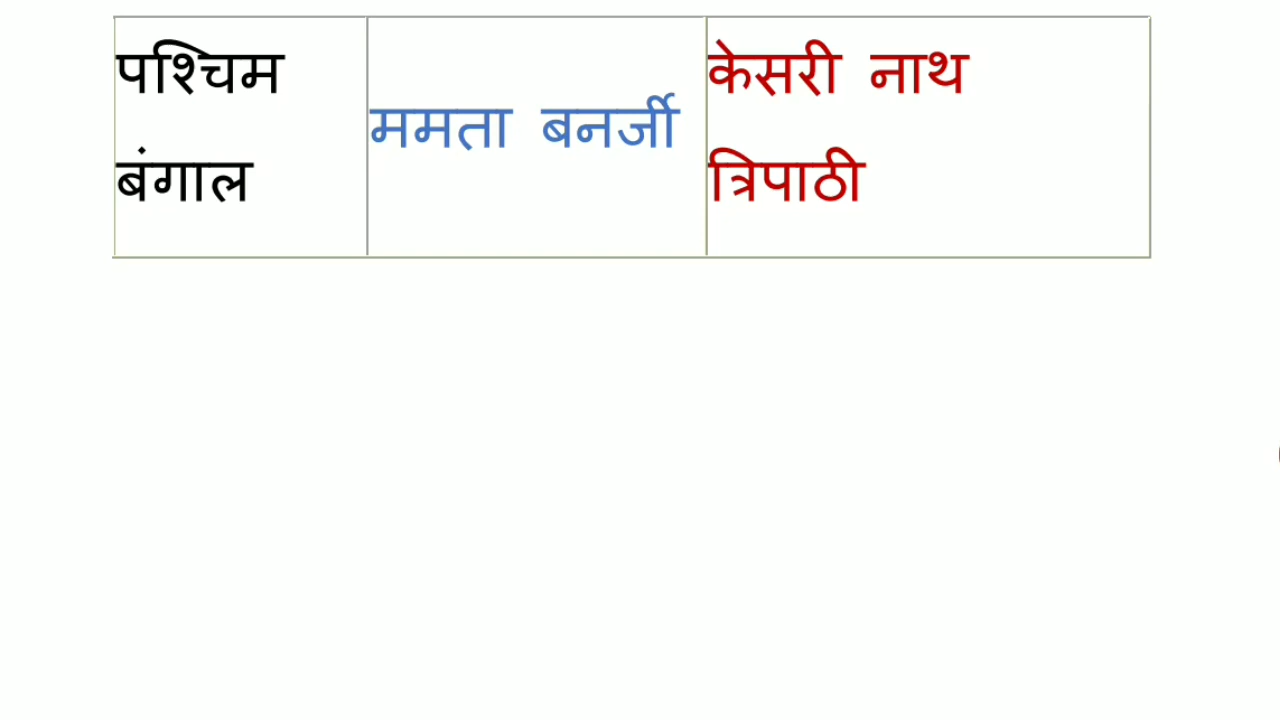 पश्चिम
बंगाल
ममता बनर्जी
केसरी नाथ
त्रिपाठी